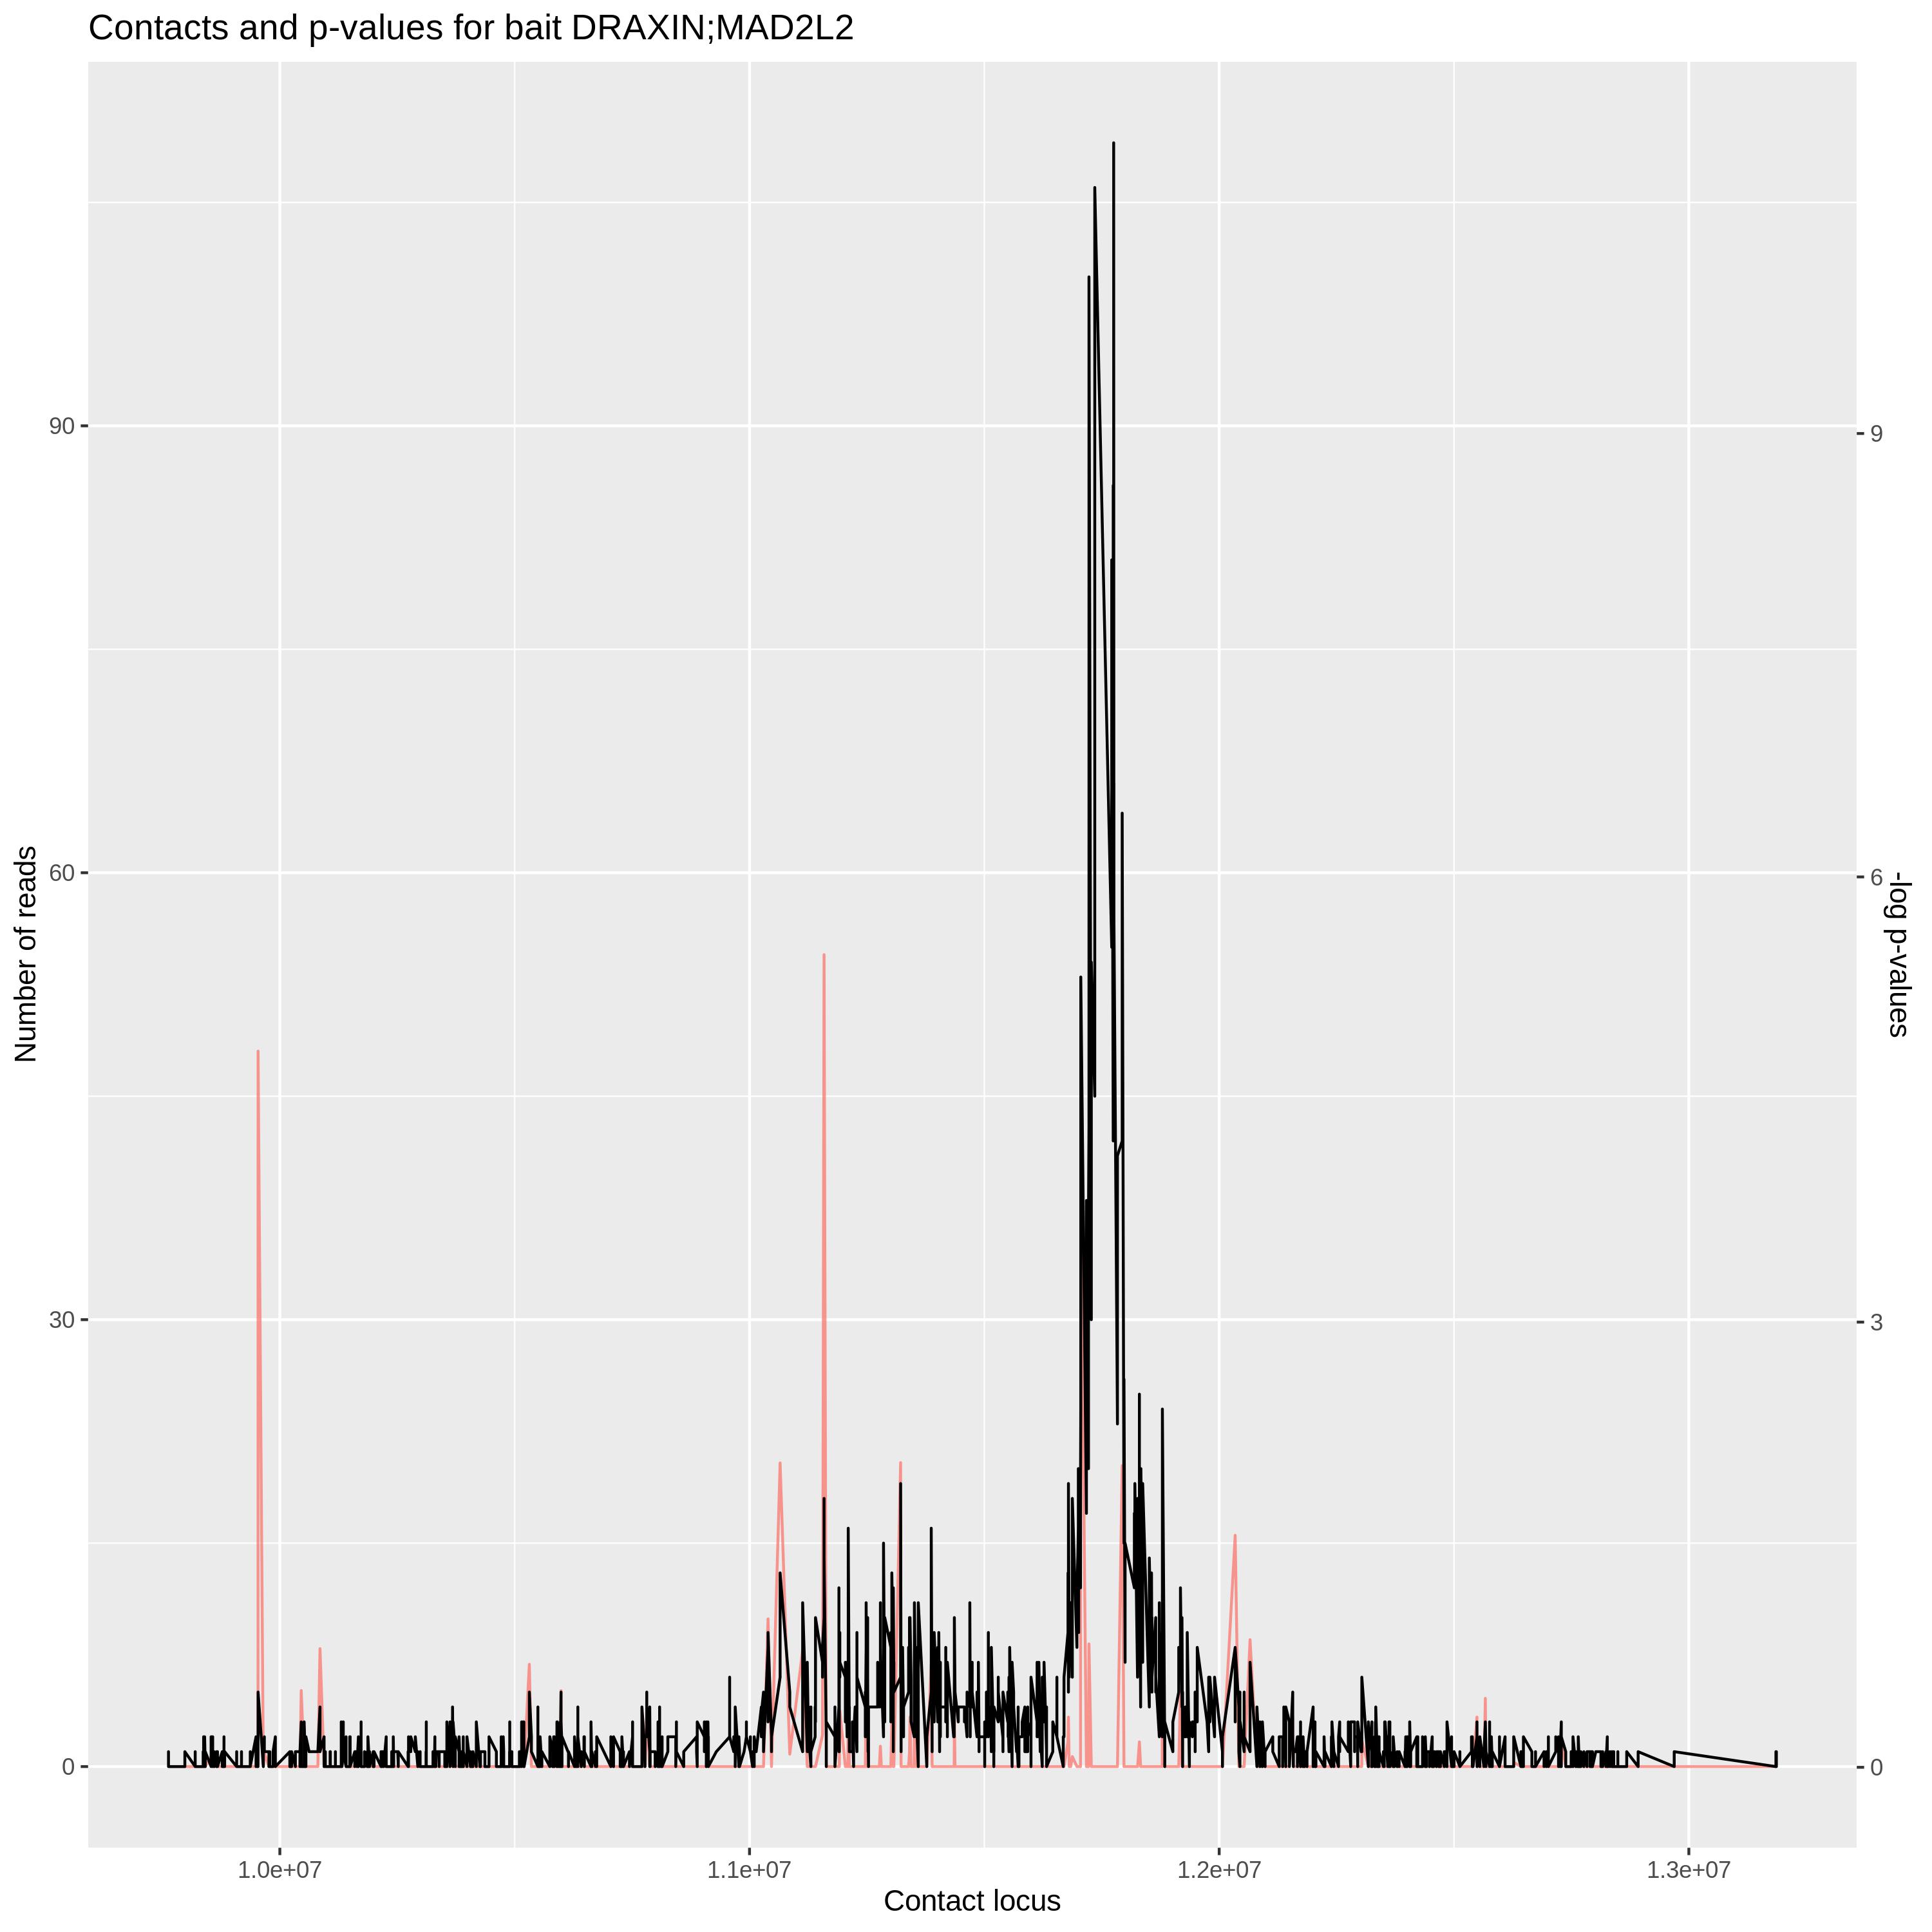 Contacts and p-values for bait DRAXIN;MAD2L2
Number of reads
90
60
30
0
9
6
3
0
-log p-values
1.0e+07
1.1e+07
1.2e+07
1.3e+07
Contact locus